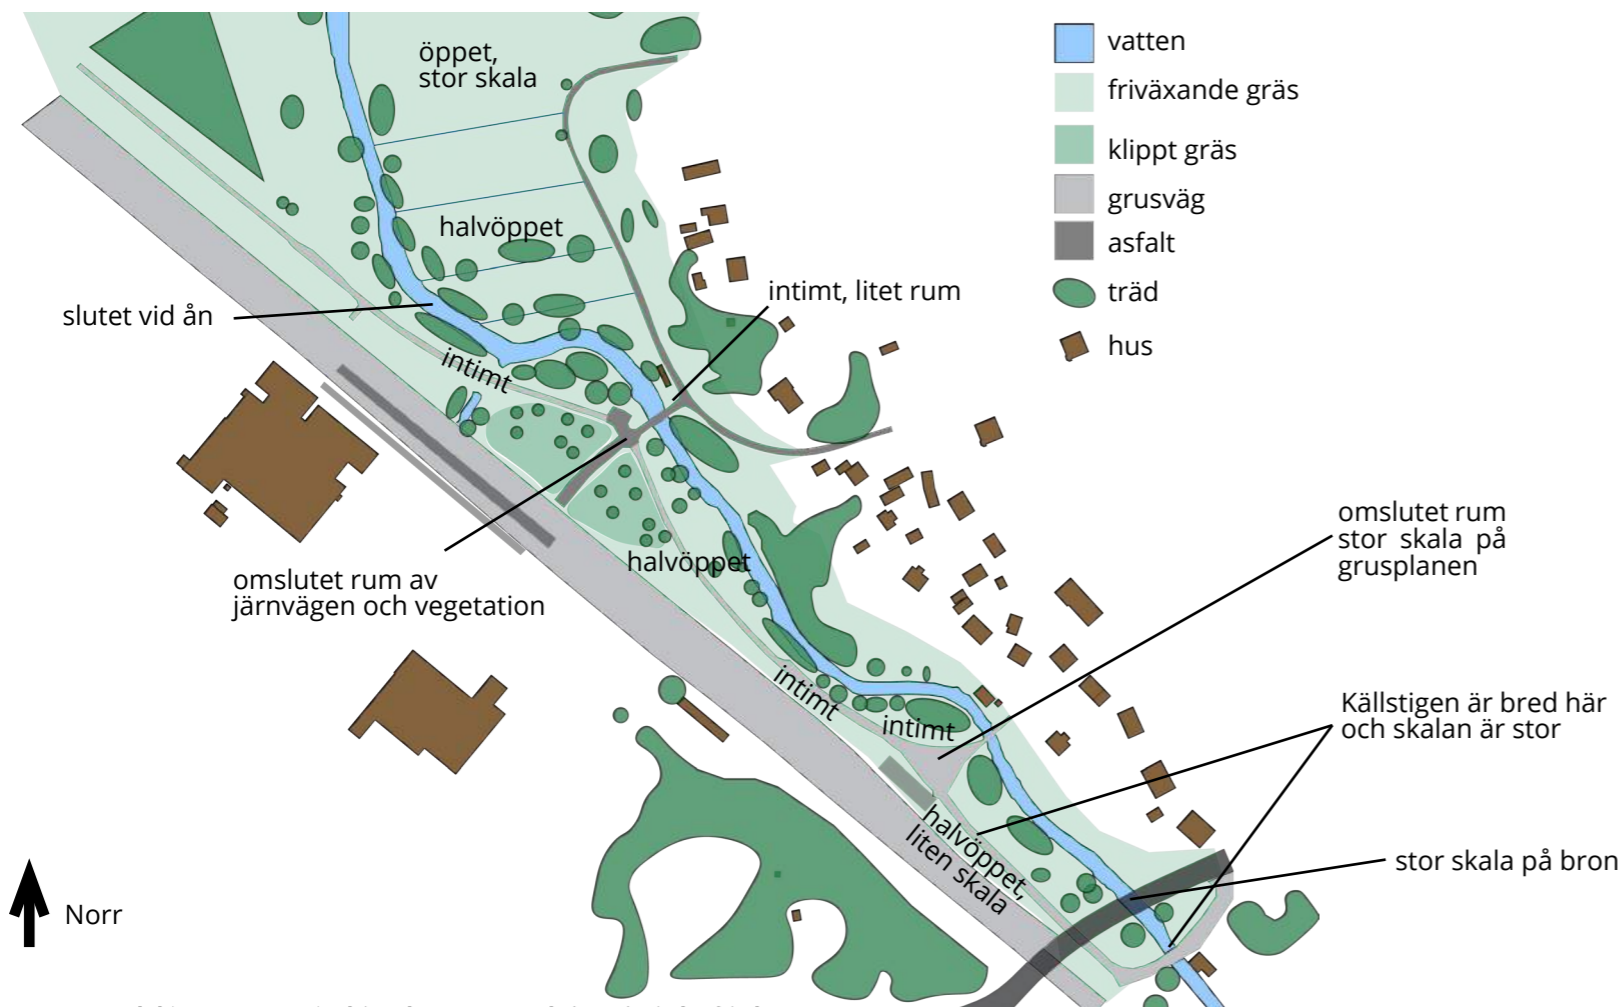 öppet,
stor skala
halvöppet
slutet vid ån
intimt, litet rum
intimt
omslutet rum av
järnvägen och vegetation
halvöppet
intimt
intimt
halvöppet,
liten skala
omslutet rum
stor skala på
grusplanen
Källstigen är bred här
och skalan är stor
stor skala på bron
Norr
vatten
friväxande gräs
klippt gräs
grusväg
asfalt
träd
hus